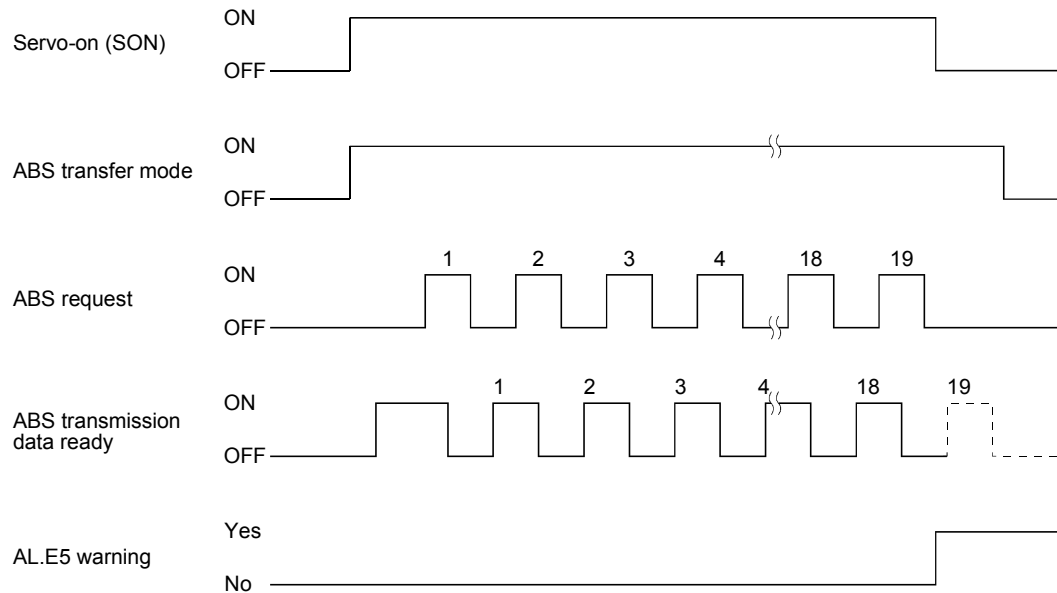 ON
Servo-on (SON)
OFF
ON
ABS transfer mode
OFF
1 2 3 4 18 19
ON
ABS request
OFF
1 2 3 4 18 19
ON
ABS transmission
data ready
OFF
Yes
AL.E5 warning
No